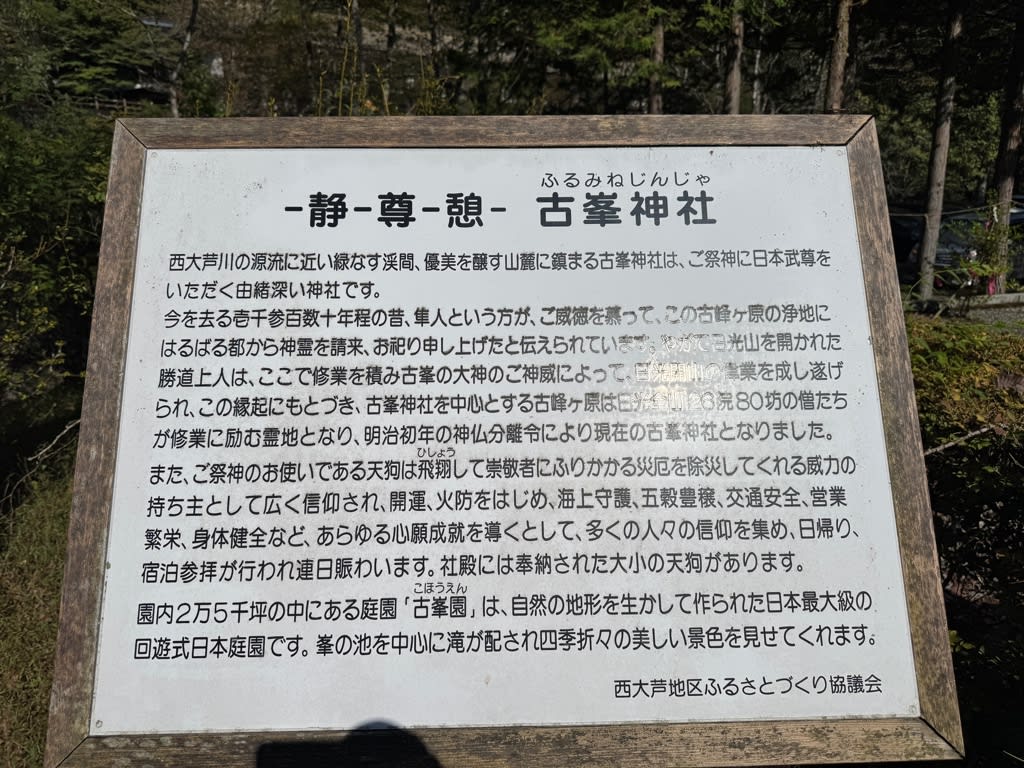 ふるみねじんじゃ
-静-尊-憩- 古峯神社
西大芦川の源流に近い緑なす渓間、優美を醸す山麓に鎮まる古峯神社は、ご祭神に日本武尊を
いただく由緒深い神社です。
今を去る壱千参百数十年程の昔、隼人という方が、ご威徳を慕って、この古峰ヶ原の浄地に
はるばる都から神霊を請来、お祀り申し上げたと伝えられています。やがて日光山を開かれた
勝道上人は、ここで修業を積み古峯の大神のご神威によって、日光開山の偉業を成し遂げ
られ、この縁起にもとづき、古峯神社を中心とする古峰ヶ原は日光全山26院80坊の僧たち
が修業に励む霊地となり、明治初年の神仏分離令により現在の古峯神社となりました。
ひしょう
また、ご祭神のお使いである天狗は飛翔して崇敬者にふりかかる災厄を除災してくれる威力の
持ち主として広く信仰され、開運、火防をはじめ、海上守護、五穀豊穣、交通安全、営業
繁栄、身体健全など、あらゆる心願成就を導くとして、多くの人々の信仰を集め、日帰り、
宿泊参拝が行われ連日賑わいます。社殿には奉納された大小の天狗があります。
こほうえん
園内2万5千坪の中にある庭園「古峯園」は、自然の地形を生かして作られた日本最大級の
回遊式日本庭園です。峯の池を中心に滝が配され四季折々の美しい景色を見せてくれます。
西大芦地区ふるさとづくり協議会